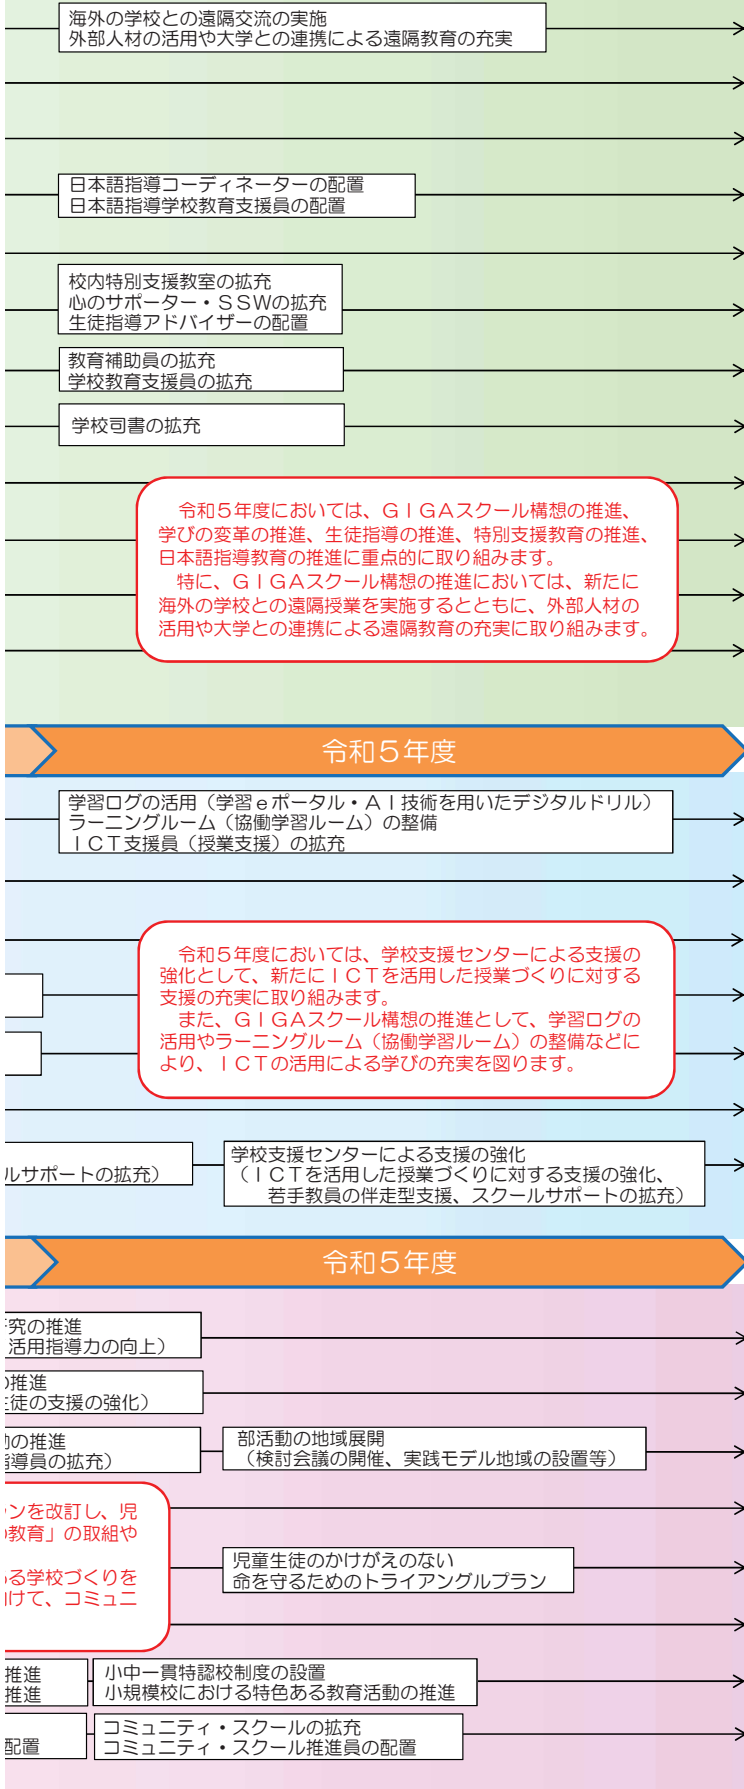 海外の学校との遠隔交流の実施
外部人材の活用や大学との連携による遠隔教育の充実
日本語指導コーディネーターの配置
日本語指導学校教育支援員の配置
校内特別支援教室の拡充
心のサポーター・ＳＳＷの拡充
生徒指導アドバイザーの配置
教育補助員の拡充
学校教育支援員の拡充
学校司書の拡充
令和５年度においては、ＧＩＧＡスクール構想の推進、
学びの変革の推進、生徒指導の推進、特別支援教育の推進、
日本語指導教育の推進に重点的に取り組みます。
特に、ＧＩＧＡスクール構想の推進においては、新たに
海外の学校との遠隔授業を実施するとともに、外部人材の
活用や大学との連携による遠隔教育の充実に取り組みます。
令和５年度
学習ログの活用（学習ｅポータル・ＡＩ技術を用いたデジタルドリル）
ラーニングルーム（協働学習ルーム）の整備
ＩＣＴ支援員（授業支援）の拡充
令和５年度においては、学校支援センターによる支援の
強化として、新たにＩＣＴを活用した授業づくりに対する
支援の充実に取り組みます。
また、ＧＩＧＡスクール構想の推進として、学習ログの
活用やラーニングルーム（協働学習ルーム）の整備などに
より、ＩＣＴの活用による学びの充実を図ります。
ルサポートの拡充）
学校支援センターによる支援の強化
（ＩＣＴを活用した授業づくりに対する支援の強化、
若手教員の伴走型支援、スクールサポートの拡充）
令和５年度
究の推進
活用指導力の向上）
の推進
生徒の支援の強化）
の推進
指導員の拡充）
部活動の地域展開
（検討会議の開催、実践モデル地域の設置等）
ンを改訂し、児
教育」の取組や
る学校づくりを
けて、コミュニ
児童生徒のかけがえのない
命を守るためのトライアングルプラン
推進
推進
小中一貫特認校制度の設置
小規模校における特色ある教育活動の推進
配置
コミュニティ・スクールの拡充
コミュニティ・スクール推進員の配置